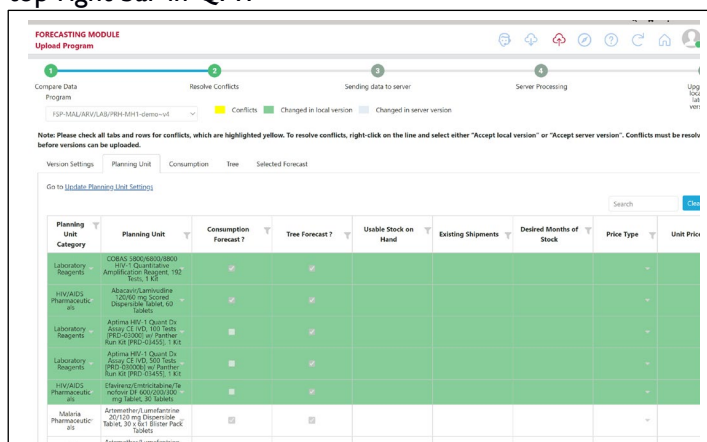 FORECASTING MODULE
Upload Program
1
2
3
4
Compare Data
Resolve Conflicts
Sending data to server
Server Processing
Program
FSP-MAL/ARV/LAB/PRH-MH1-demo~v4
Conflicts
Changed in local version
Changed in server version
Note: Please check all tabs and rows for conflicts, which are highlighted yellow. To resolve conflicts, right-click on the line and select either "Accept local version" or "Accept server version". Conflicts must be resolv
before versions can be uploaded.
Version Settings
Planning Unit
Consumption
Tree
Selected Forecast
Go to Update Planning Unit Settings
Search
Clea
Planning Unit Category
Planning Unit
Consumption Forecast ?
Tree Forecast ?
Usable Stock on Hand
Existing Shipments
Desired Months of Stock
Price Type
Unit Price
Laboratory Reagents
COBAS 5800/6800/8800
HIV-1 Quantitative
Amplification Reagent, 192
Tests, 1 Kit
HIV/AIDS Pharmaceuticals
Abacavir/Lamivudine
120/60 mg Scored
Dispersible Tablet, 60
Tablets
Laboratory Reagents
Aptima HIV-1 Quant Dx
Assay CE IVD, 100 Tests
[PRD-03000] w/ Panther
Run Kit [PRD-03455], 1 Kit
Laboratory Reagents
Aptima HIV-1 Quant Dx
Assay CE IVD, 500 Tests
[PRD-03000b] w/ Panther
Run Kit [PRD-03455], 1 Kit
HIV/AIDS Pharmaceuticals
Efavirenz/Emtricitabine/Te
nofovir DF 600/200/300
mg Tablet, 30 Tablets
Malaria Pharmaceuticals
Artemether/Lumefantrine
20/120 mg Dispersible
Tablet, 30 x 6x1 Blister Pack
Tablets